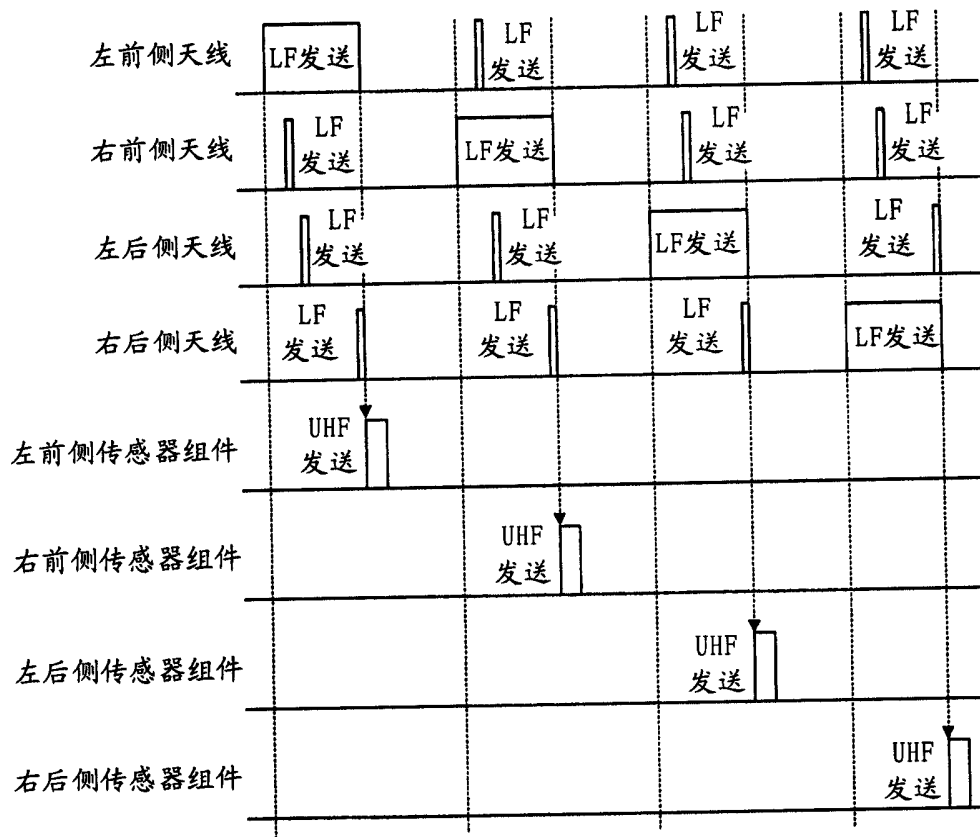 左前侧天线
LF发送
LF
发送
LF
发送
LF
发送
右前侧天线
LF
发送
LF发送
LF
发送
LF
发送
左后侧天线
LF
发送
LF
发送
LF发送
LF
发送
右后侧天线
LF
发送
LF
发送
LF
发送
LF发送
左前侧传感器组件
UHF
发送
右前侧传感器组件
UHF
发送
左后侧传感器组件
UHF
发送
右后侧传感器组件
UHF
发送